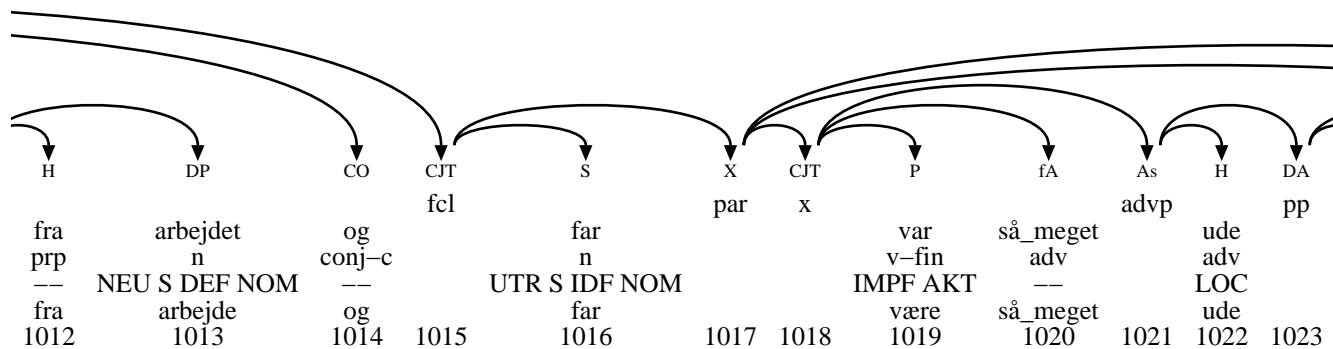 H DP CO CJT S X CJT P fA As H DA
fcl par x advp pp
fra arbejdet og far var så_meget ude
prp n conj−c n v−fin adv adv
−− NEU S DEF NOM −− UTR S IDF NOM IMPF AKT −− LOC
fra arbejde og far være så_meget ude
1012 1013 1014 1015 1016 1017 1018 1019 1020 1021 1022 1023